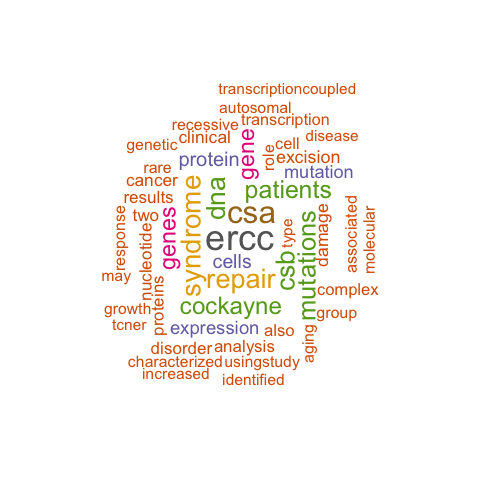 transcriptioncoupled
autosomal
recessive
transcription
genetic
clinical
gene
role
cell
disease
rare
protein
excision
mutation
cancer
syndrome
dna
patients
results
two
csa
response
nucleotide
genes
ercc
csb
type
mutations
damage
associated
molecular
cells
may
proteins
repair
complex
growth
cockayne
group
tcner
expression
also
aging
disorder
analysis
characterized
using
study
increased
identified